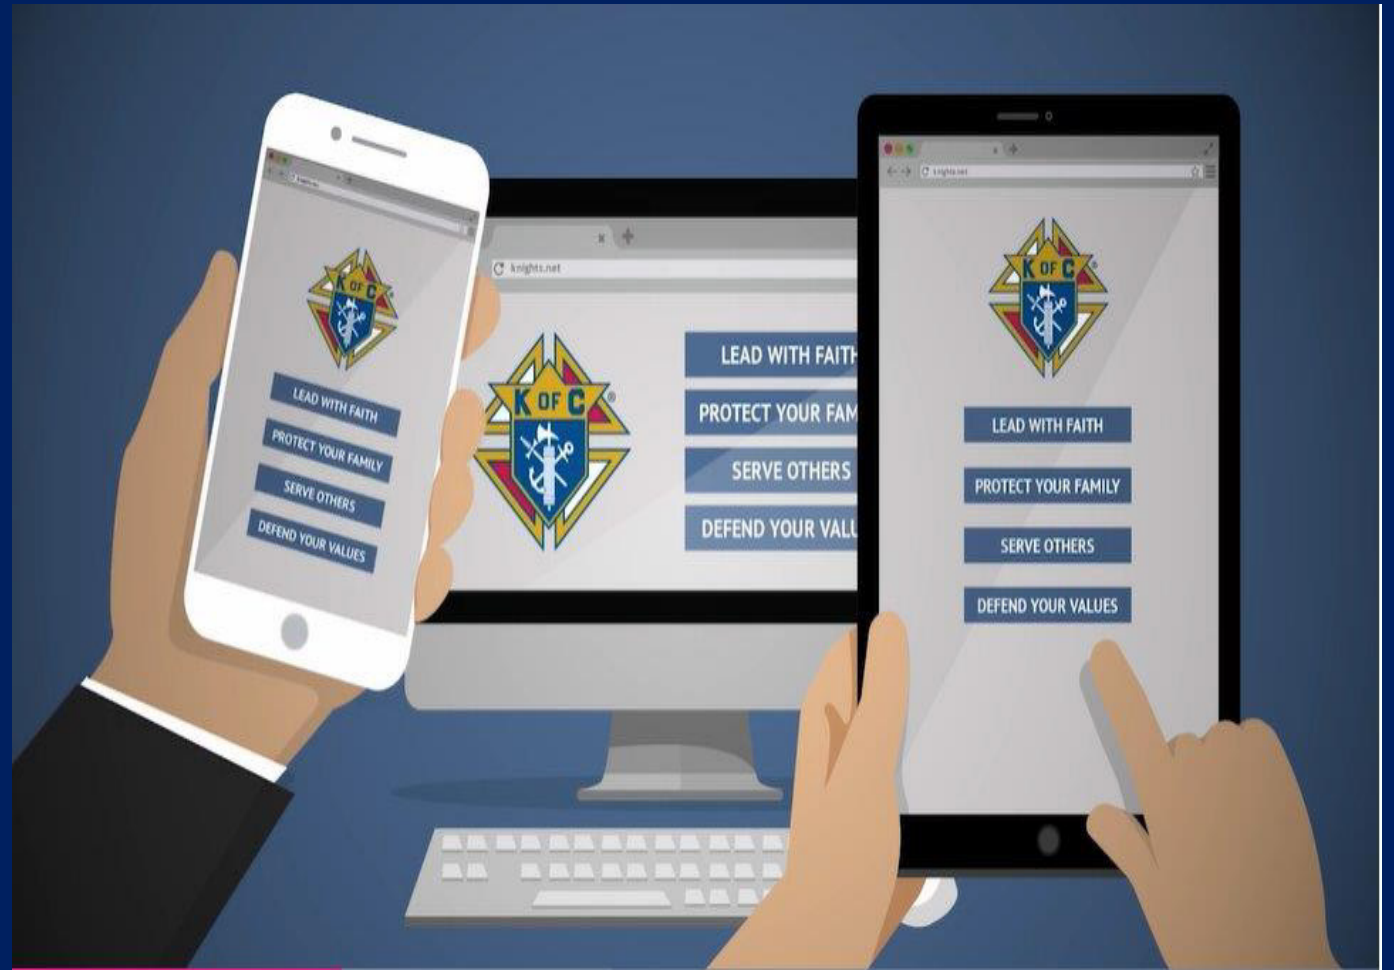 knights.net
K OF C
LEAD WITH FAITH
PROTECT YOUR FAMILY
SERVE OTHERS
DEFEND YOUR VALUES
knights.net
K OF C
®
LEAD WITH FAITH
PROTECT YOUR FAM
SERVE OTHERS
DEFEND YOUR VALU
knights.net
K OF C
LEAD WITH FAITH
PROTECT YOUR FAMILY
SERVE OTHERS
DEFEND YOUR VALUES